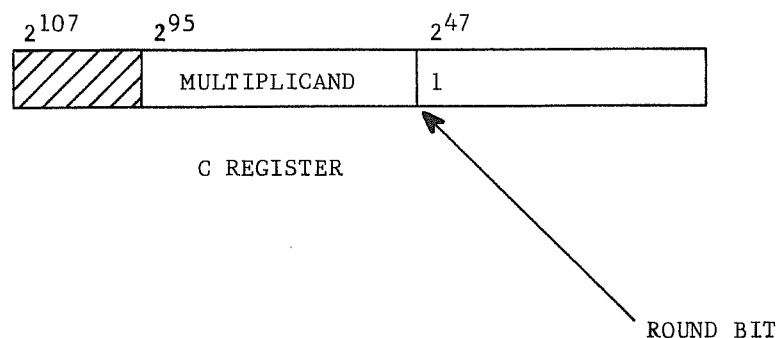 2^107 2^95 2^47
MULTIPLICAND 1
C REGISTER
ROUND BIT